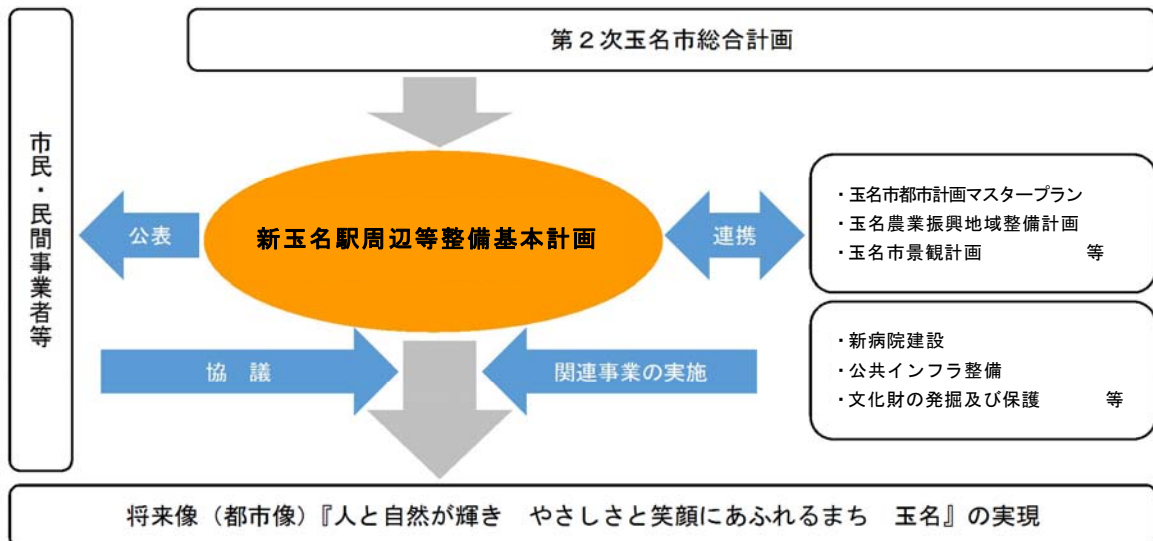 第２次玉名市総合計画
市民・民間事業者等
公表
新玉名駅周辺等整備基本計画
連携
・玉名市都市計画マスタープラン
・玉名農業振興地域整備計画
・玉名市景観計画　　　　　等
協　議
関連事業の実施
・新病院建設
・公共インフラ整備
・文化財の発掘及び保護　　　等
将来像（都市像）『人と自然が輝き　やさしさと笑顔にあふれるまち　玉名』の実現